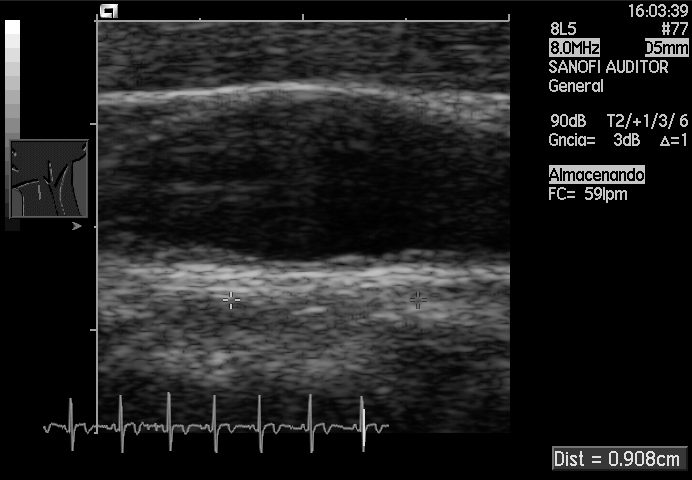 16:03:39
8L5 #77
8.0MHz D5mm
SANOFI AUDITOR
General
90dB T2/+1/3/ 6
Gncia= 3dB Δ=1
Almacenando
FC= 59lpm
Dist = 0.908cm